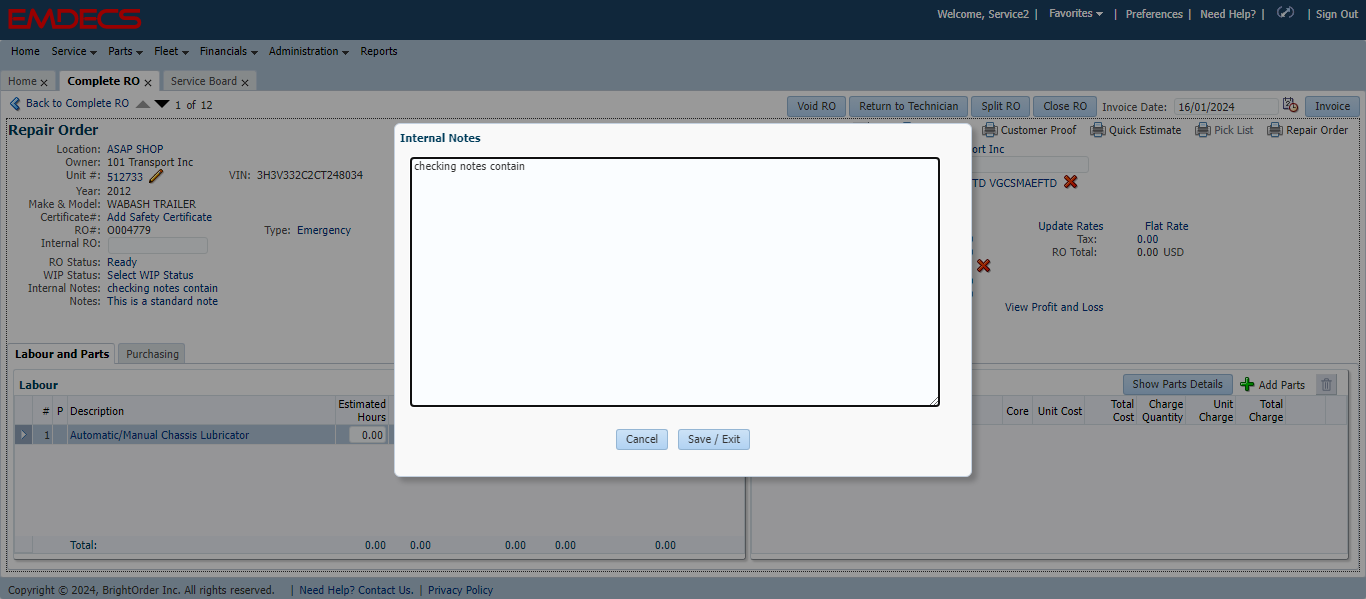 EMDECS
Welcome, Service2 | Favorites | Preferences | Need Help? | | Sign Out
Home Service Parts Fleet Financials Administration Reports
Home x Complete RO x Service Board x
Back to Complete RO 1 of 12 Void RO Return to Technician Split RO Close RO Invoice Date: 16/01/2024 Invoice
Repair Order Customer Proof Quick Estimate Pick List Repair Order
Location: ASAP SHOP
Owner: 101 Transport Inc
Unit #: 512733 VIN: 3H3V332C2CT248034
Year: 2012
Make & Model: WABASH TRAILER
Certificate#: Add Safety Certificate
RO#: O004779 Type: Emergency
Internal RO:
RO Status: Ready
WIP Status: Select WIP Status
Internal Notes: checking notes contain
Notes: This is a standard note
Internal Notes
checking notes contain
Cancel Save / Exit
ort Inc
TD VGCSMAEFTD
Update Rates Flat Rate
Tax: 0.00
RO Total: 0.00 USD
View Profit and Loss
Labour and Parts Purchasing
Labour
# P Description Estimated Hours
1 Automatic/Manual Chassis Lubricator 0.00
Total: 0.00 0.00 0.00 0.00 0.00
Show Parts Details Add Parts
Core Unit Cost Total Cost Charge Quantity Unit Charge Total Charge
Copyright © 2024, BrightOrder Inc. All rights reserved. | Need Help? Contact Us. | Privacy Policy